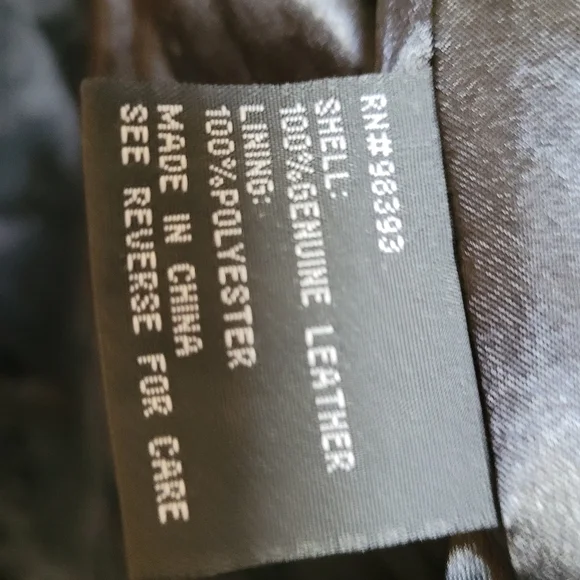 RN#98393
SHELL:
100%GENUINE LEATHER
LINING:
100%POLYESTER
MADE IN CHINA
SEE REVERSE FOR CARE